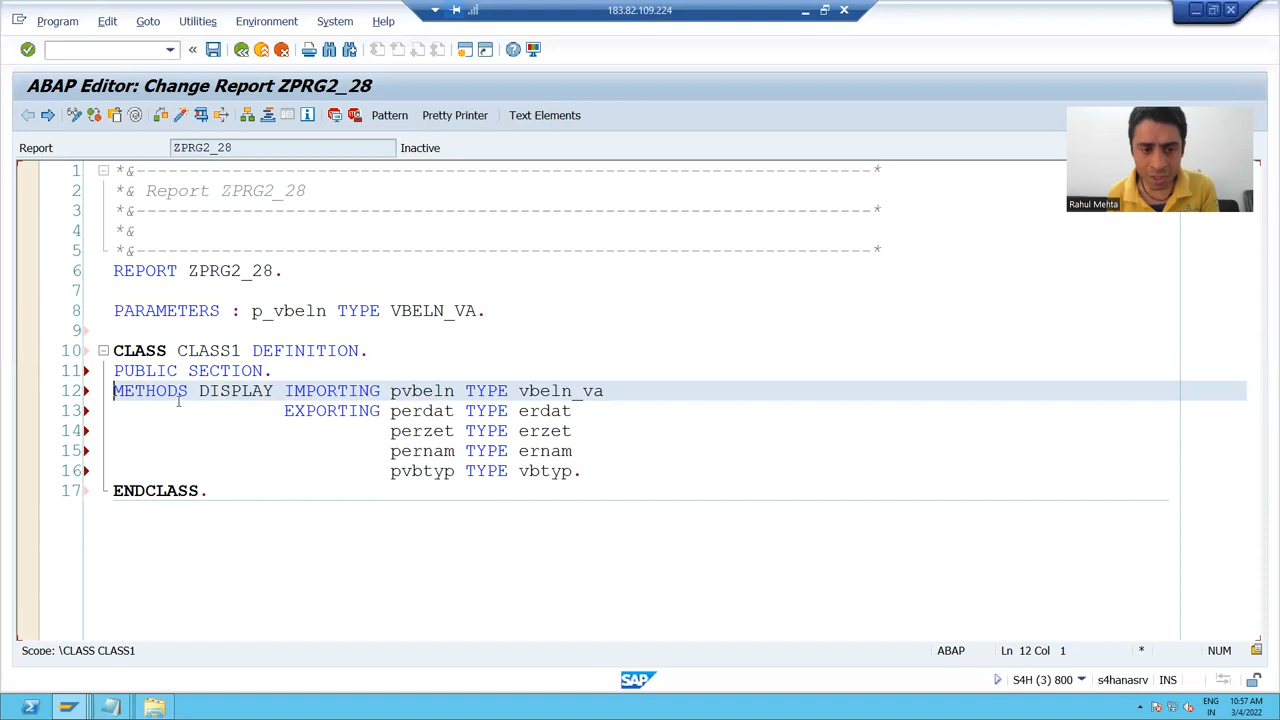 183.82.109.224
Program Edit Goto Utilities Environment System Help
«
ABAP Editor: Change Report ZPRG2_28
Pattern Pretty Printer Text Elements
Report ZPRG2_28 Inactive
Rahul Mehta
1 *&---------------------------------------------------------------------*
2 *& Report ZPRG2_28
3 *&---------------------------------------------------------------------*
4 *&
5 *&---------------------------------------------------------------------*
6 REPORT ZPRG2_28.
7
8 PARAMETERS : p_vbeln TYPE VBELN_VA.
9
10 CLASS CLASS1 DEFINITION.
11 PUBLIC SECTION.
12 METHODS DISPLAY IMPORTING pvbeln TYPE vbeln_va
13 EXPORTING perdat TYPE erdat
14 perzet TYPE erzet
15 pernam TYPE ernam
16 pvbtyp TYPE vbtyp.
17 ENDCLASS.
Scope: \CLASS CLASS1 ABAP Ln 12 Col 1 * NUM
SAP S4H (3) 800 s4hanasrv INS
ENG 10:57 AM
IN 3/4/2022